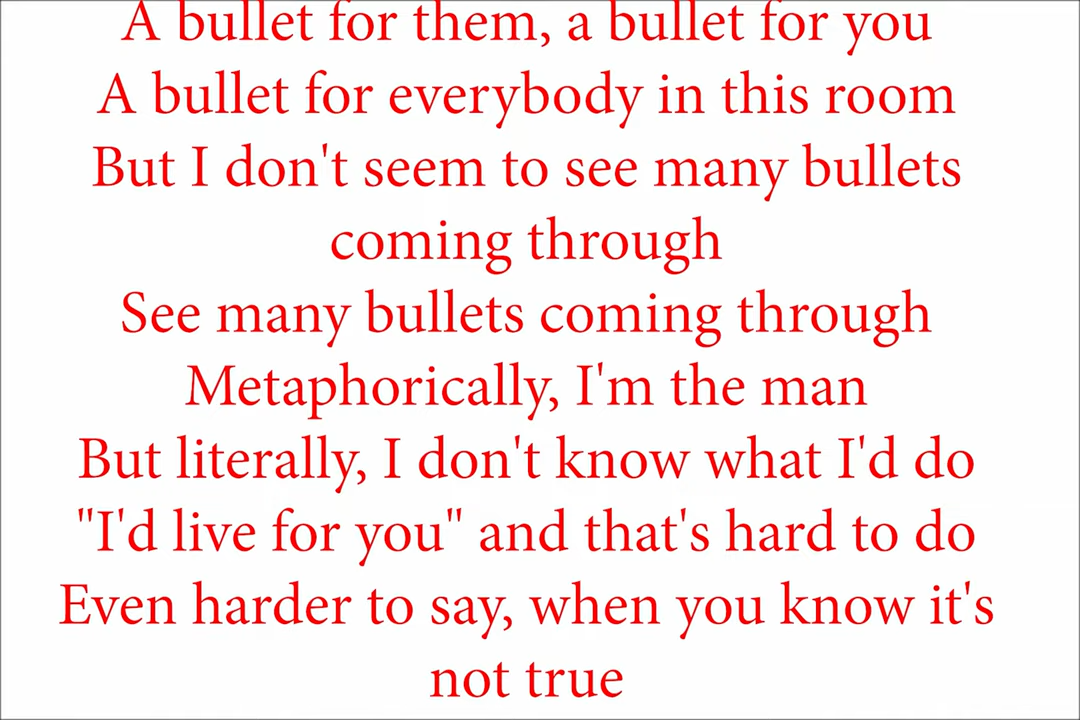 A bullet for them, a bullet for you
A bullet for everybody in this room
But I don't seem to see many bullets
coming through
See many bullets coming through
Metaphorically, I'm the man
But literally, I don't know what I'd do
"I'd live for you" and that's hard to do
Even harder to say, when you know it's
not true